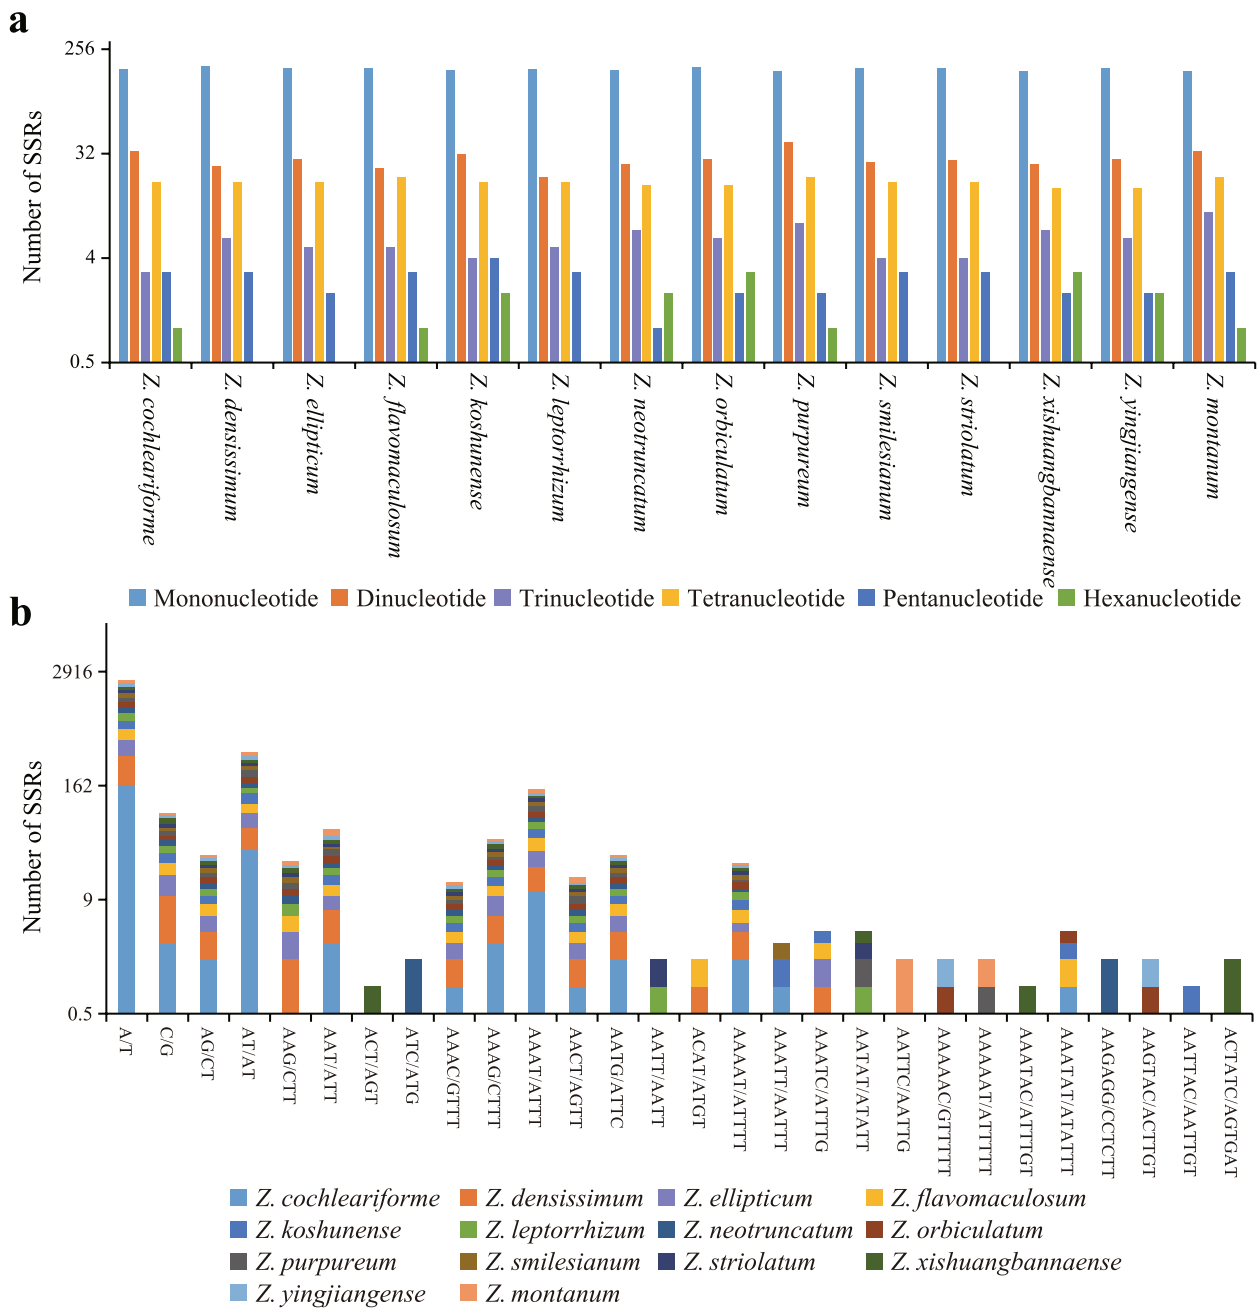 a
256
32
4
0.5
Number of SSRs
Z. cochleariforme
Z. densissimum
Z. ellipticum
Z. flavomaculosum
Z. koshunense
Z. leptorrhizum
Z. neotruncatum
Z. orbiculatum
Z. purpureum
Z. smilesianum
Z. striolatum
Z. xishuangbannaense
Z. yingjiangense
Z. montanum
Mononucleotide Dinucleotide Trinucleotide Tetranucleotide Pentanucleotide Hexanucleotide
b
2916
162
9
0.5
Number of SSRs
A/T
C/G
AG/CT
AT/AT
AAG/CTT
AAT/ATT
ACT/AGT
ATC/ATG
AAAC/GTTT
AAAG/CTTT
AAAT/ATTT
AACT/AGTT
AATG/ATTC
AATT/AATT
ACAT/ATGT
AAAAT/ATTTT
AAATT/AATTT
AAATC/ATTTG
AATAT/ATATT
AATTC/AATTG
AAAAAC/GTTTTT
AAAAAT/ATTTTT
AAATAC/ATTTGT
AAATAT/ATATTT
AAGAGG/CCTCTT
AAGTAC/ACTTGT
AATTAC/AATTGT
ACTATC/AGTGAT
Z. cochleariforme Z. densissimum Z. ellipticum Z. flavomaculosum
Z. koshunense Z. leptorrhizum Z. neotruncatum Z. orbiculatum
Z. purpureum Z. smilesianum Z. striolatum Z. xishuangbannaense
Z. yingjiangense Z. montanum